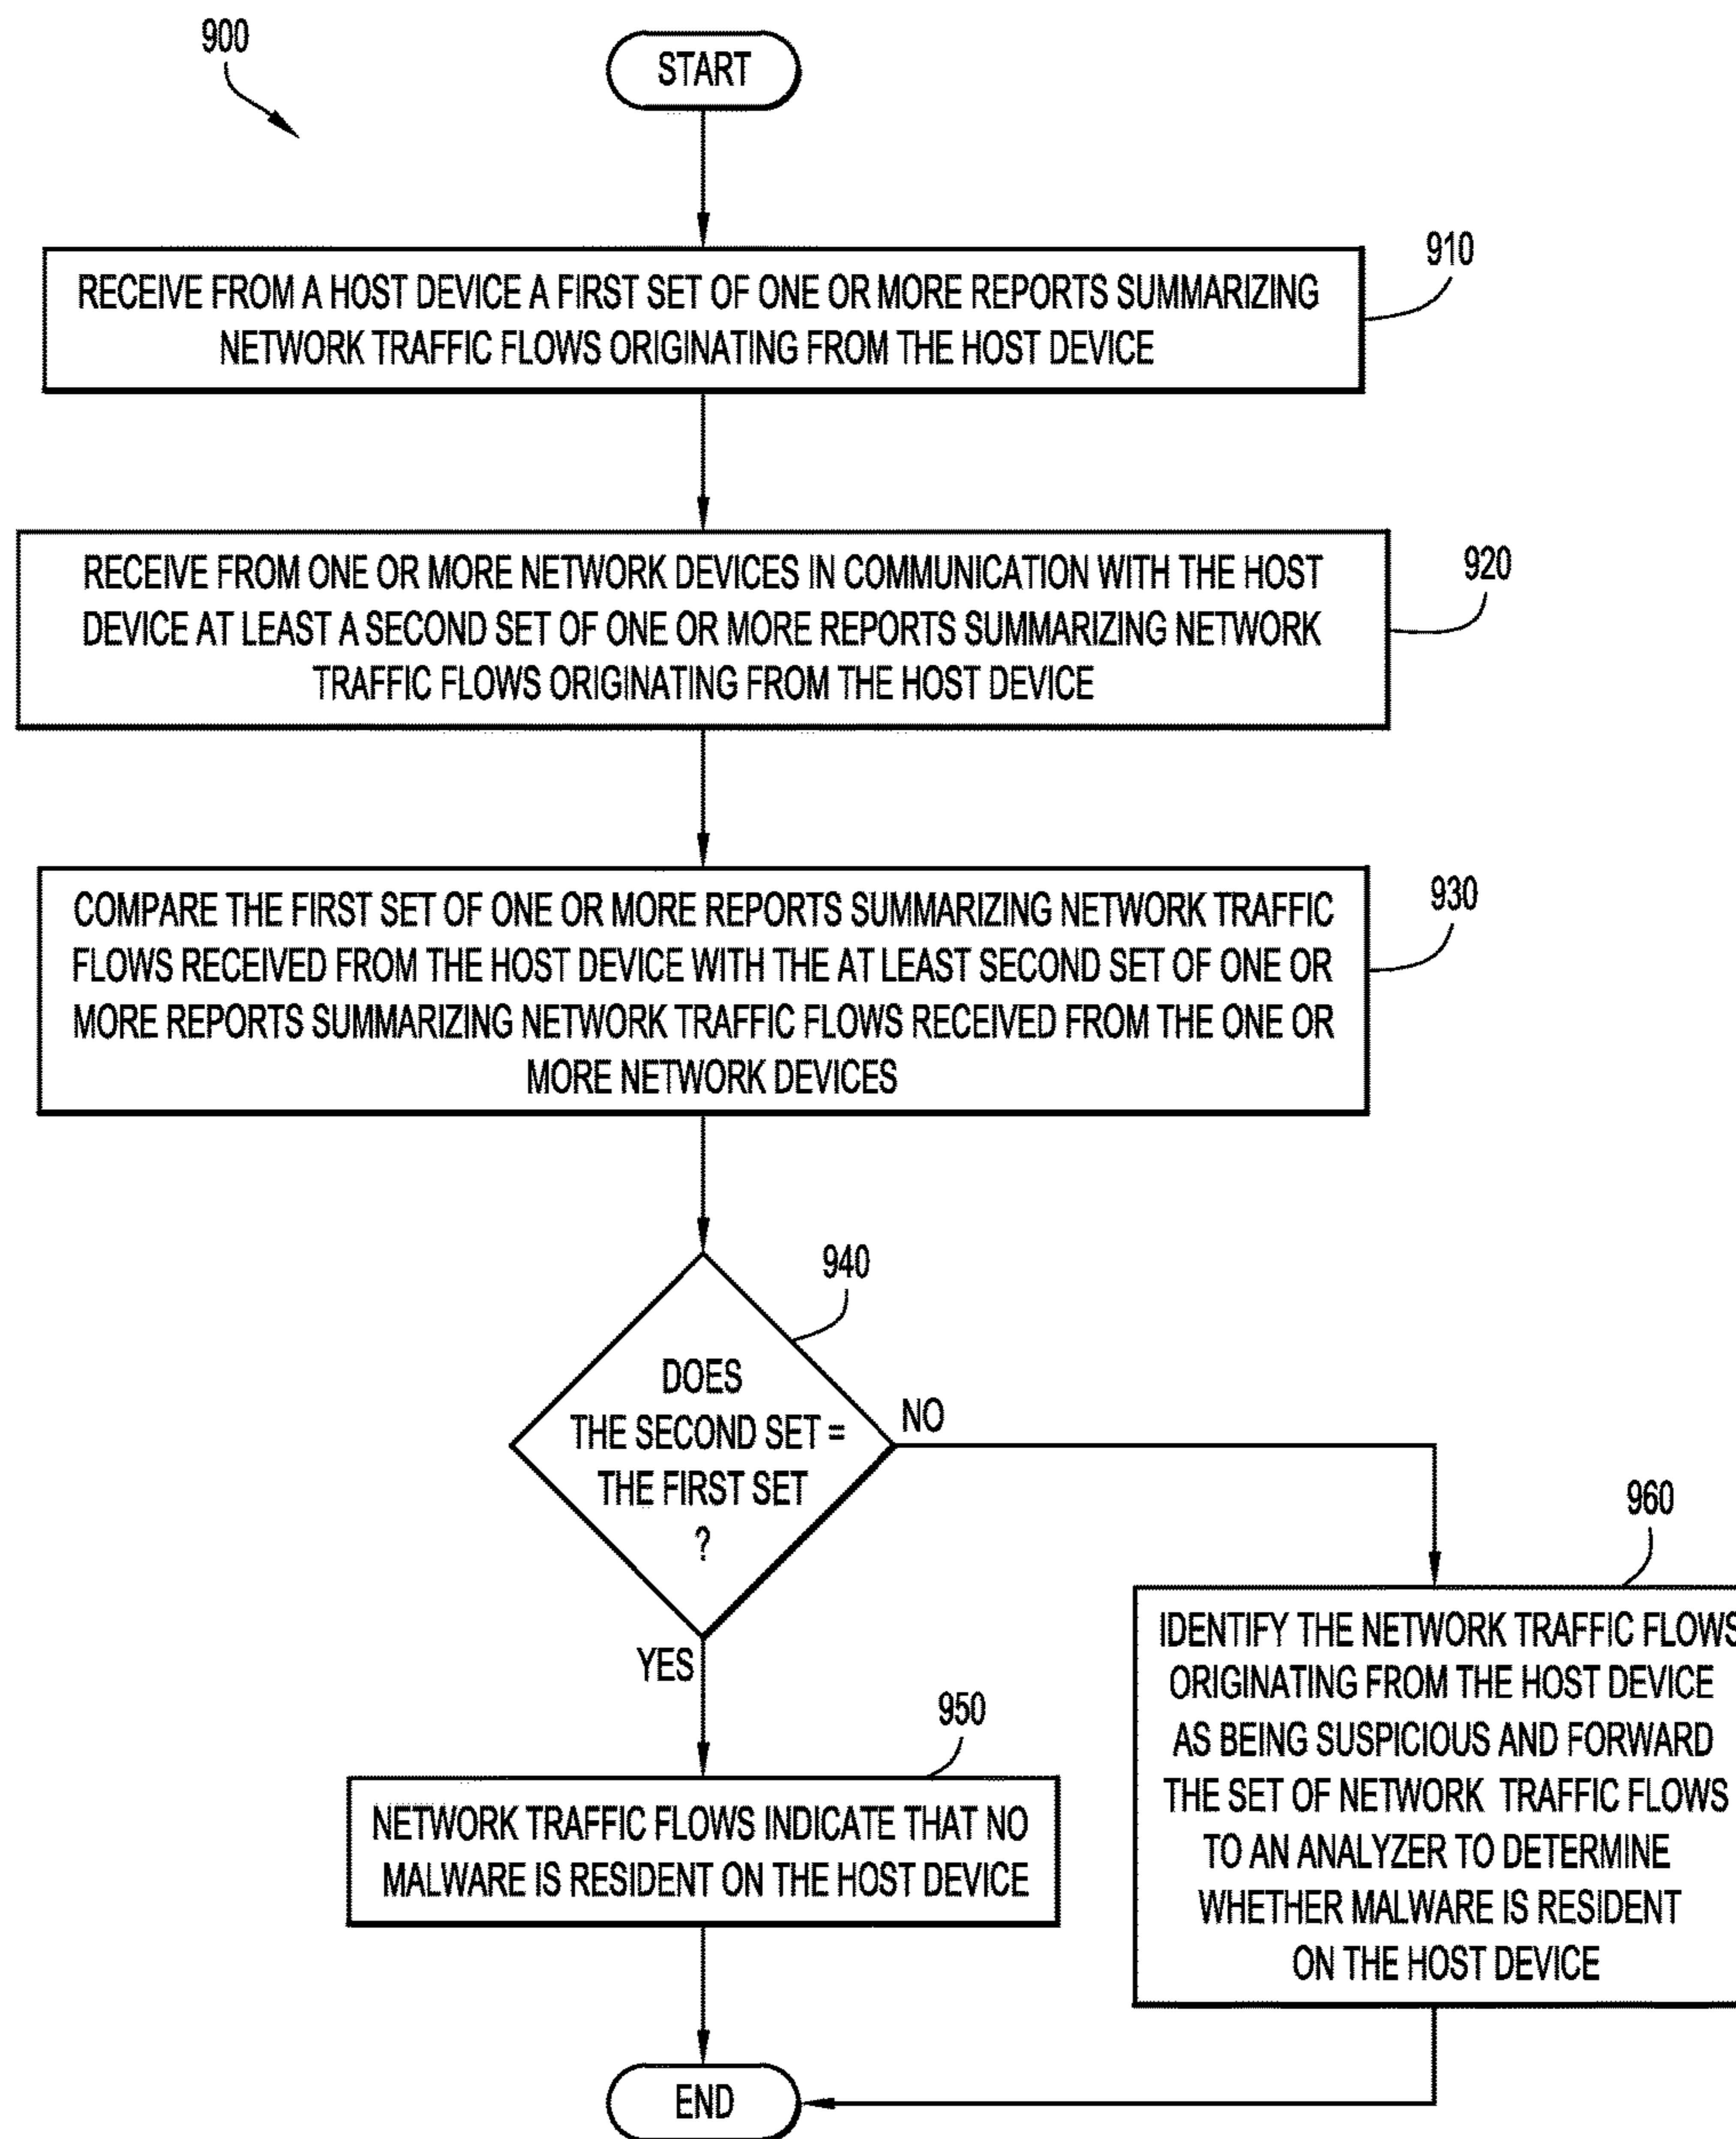 900
START
910
RECEIVE FROM A HOST DEVICE A FIRST SET OF ONE OR MORE REPORTS SUMMARIZING
NETWORK TRAFFIC FLOWS ORIGINATING FROM THE HOST DEVICE
920
RECEIVE FROM ONE OR MORE NETWORK DEVICES IN COMMUNICATION WITH THE HOST
DEVICE AT LEAST A SECOND SET OF ONE OR MORE REPORTS SUMMARIZING NETWORK
TRAFFIC FLOWS ORIGINATING FROM THE HOST DEVICE
930
COMPARE THE FIRST SET OF ONE OR MORE REPORTS SUMMARIZING NETWORK TRAFFIC
FLOWS RECEIVED FROM THE HOST DEVICE WITH THE AT LEAST SECOND SET OF ONE OR
MORE REPORTS SUMMARIZING NETWORK TRAFFIC FLOWS RECEIVED FROM THE ONE OR
MORE NETWORK DEVICES
940
DOES
THE SECOND SET =
THE FIRST SET
?
NO
YES
950
NETWORK TRAFFIC FLOWS INDICATE THAT NO
MALWARE IS RESIDENT ON THE HOST DEVICE
960
IDENTIFY THE NETWORK TRAFFIC FLOWS
ORIGINATING FROM THE HOST DEVICE
AS BEING SUSPICIOUS AND FORWARD
THE SET OF NETWORK TRAFFIC FLOWS
TO AN ANALYZER TO DETERMINE
WHETHER MALWARE IS RESIDENT
ON THE HOST DEVICE
END